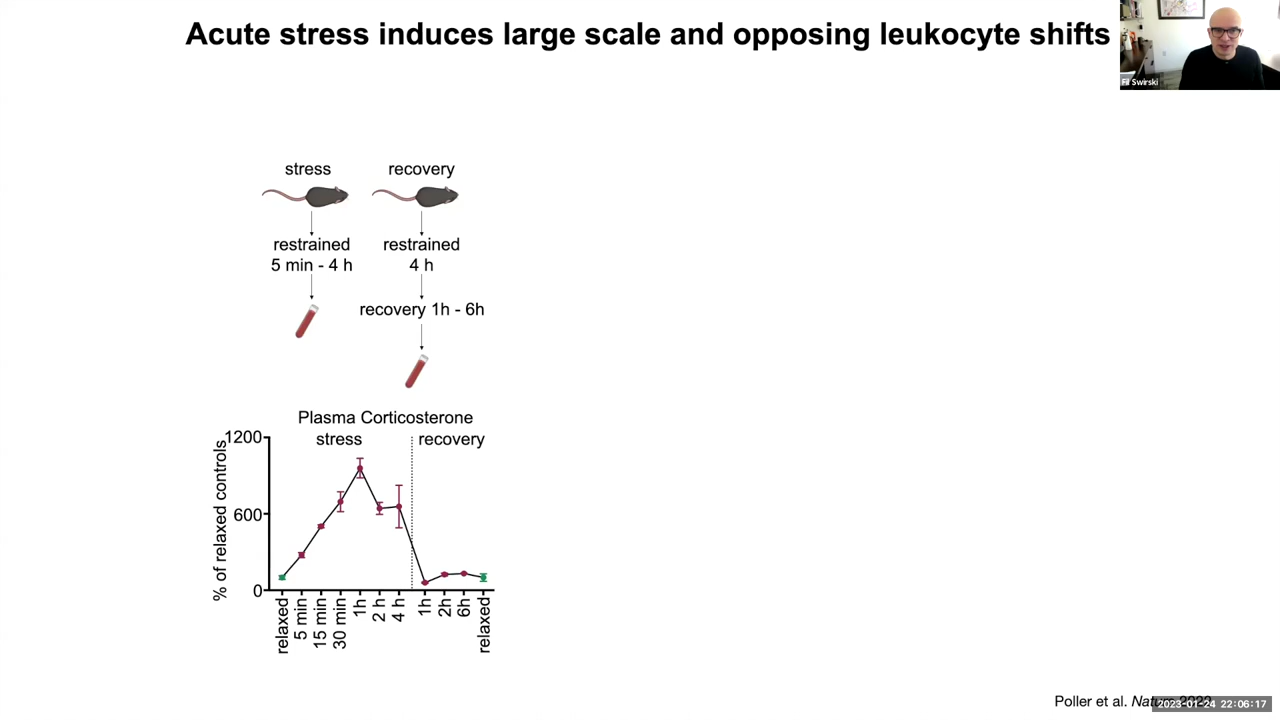 Acute stress induces large scale and opposing leukocyte shifts
Fil Swirski
stress
recovery
restrained
5 min - 4 h
restrained
4 h
recovery 1h - 6h
Plasma Corticosterone
stress
recovery
% of relaxed controls
1200
600
0
relaxed
5 min
15 min
30 min
1h
2 h
4 h
1h
2h
6h
relaxed
Poller et al. Nature 2022
2023-01-24 22:06:17